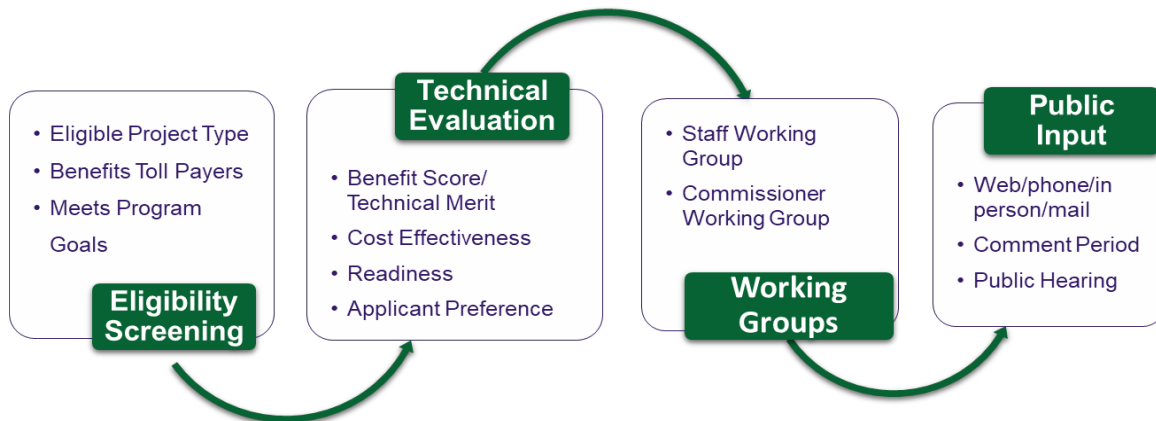 • Eligible Project Type
• Benefits Toll Payers
• Meets Program
Goals
Eligibility
Screening
Technical
Evaluation
• Benefit Score/
Technical Merit
• Cost Effectiveness
• Readiness
• Applicant Preference
• Staff Working
Group
• Commissioner
Working Group
Working
Groups
Public
Input
• Web/phone/in
person/mail
• Comment Period
• Public Hearing